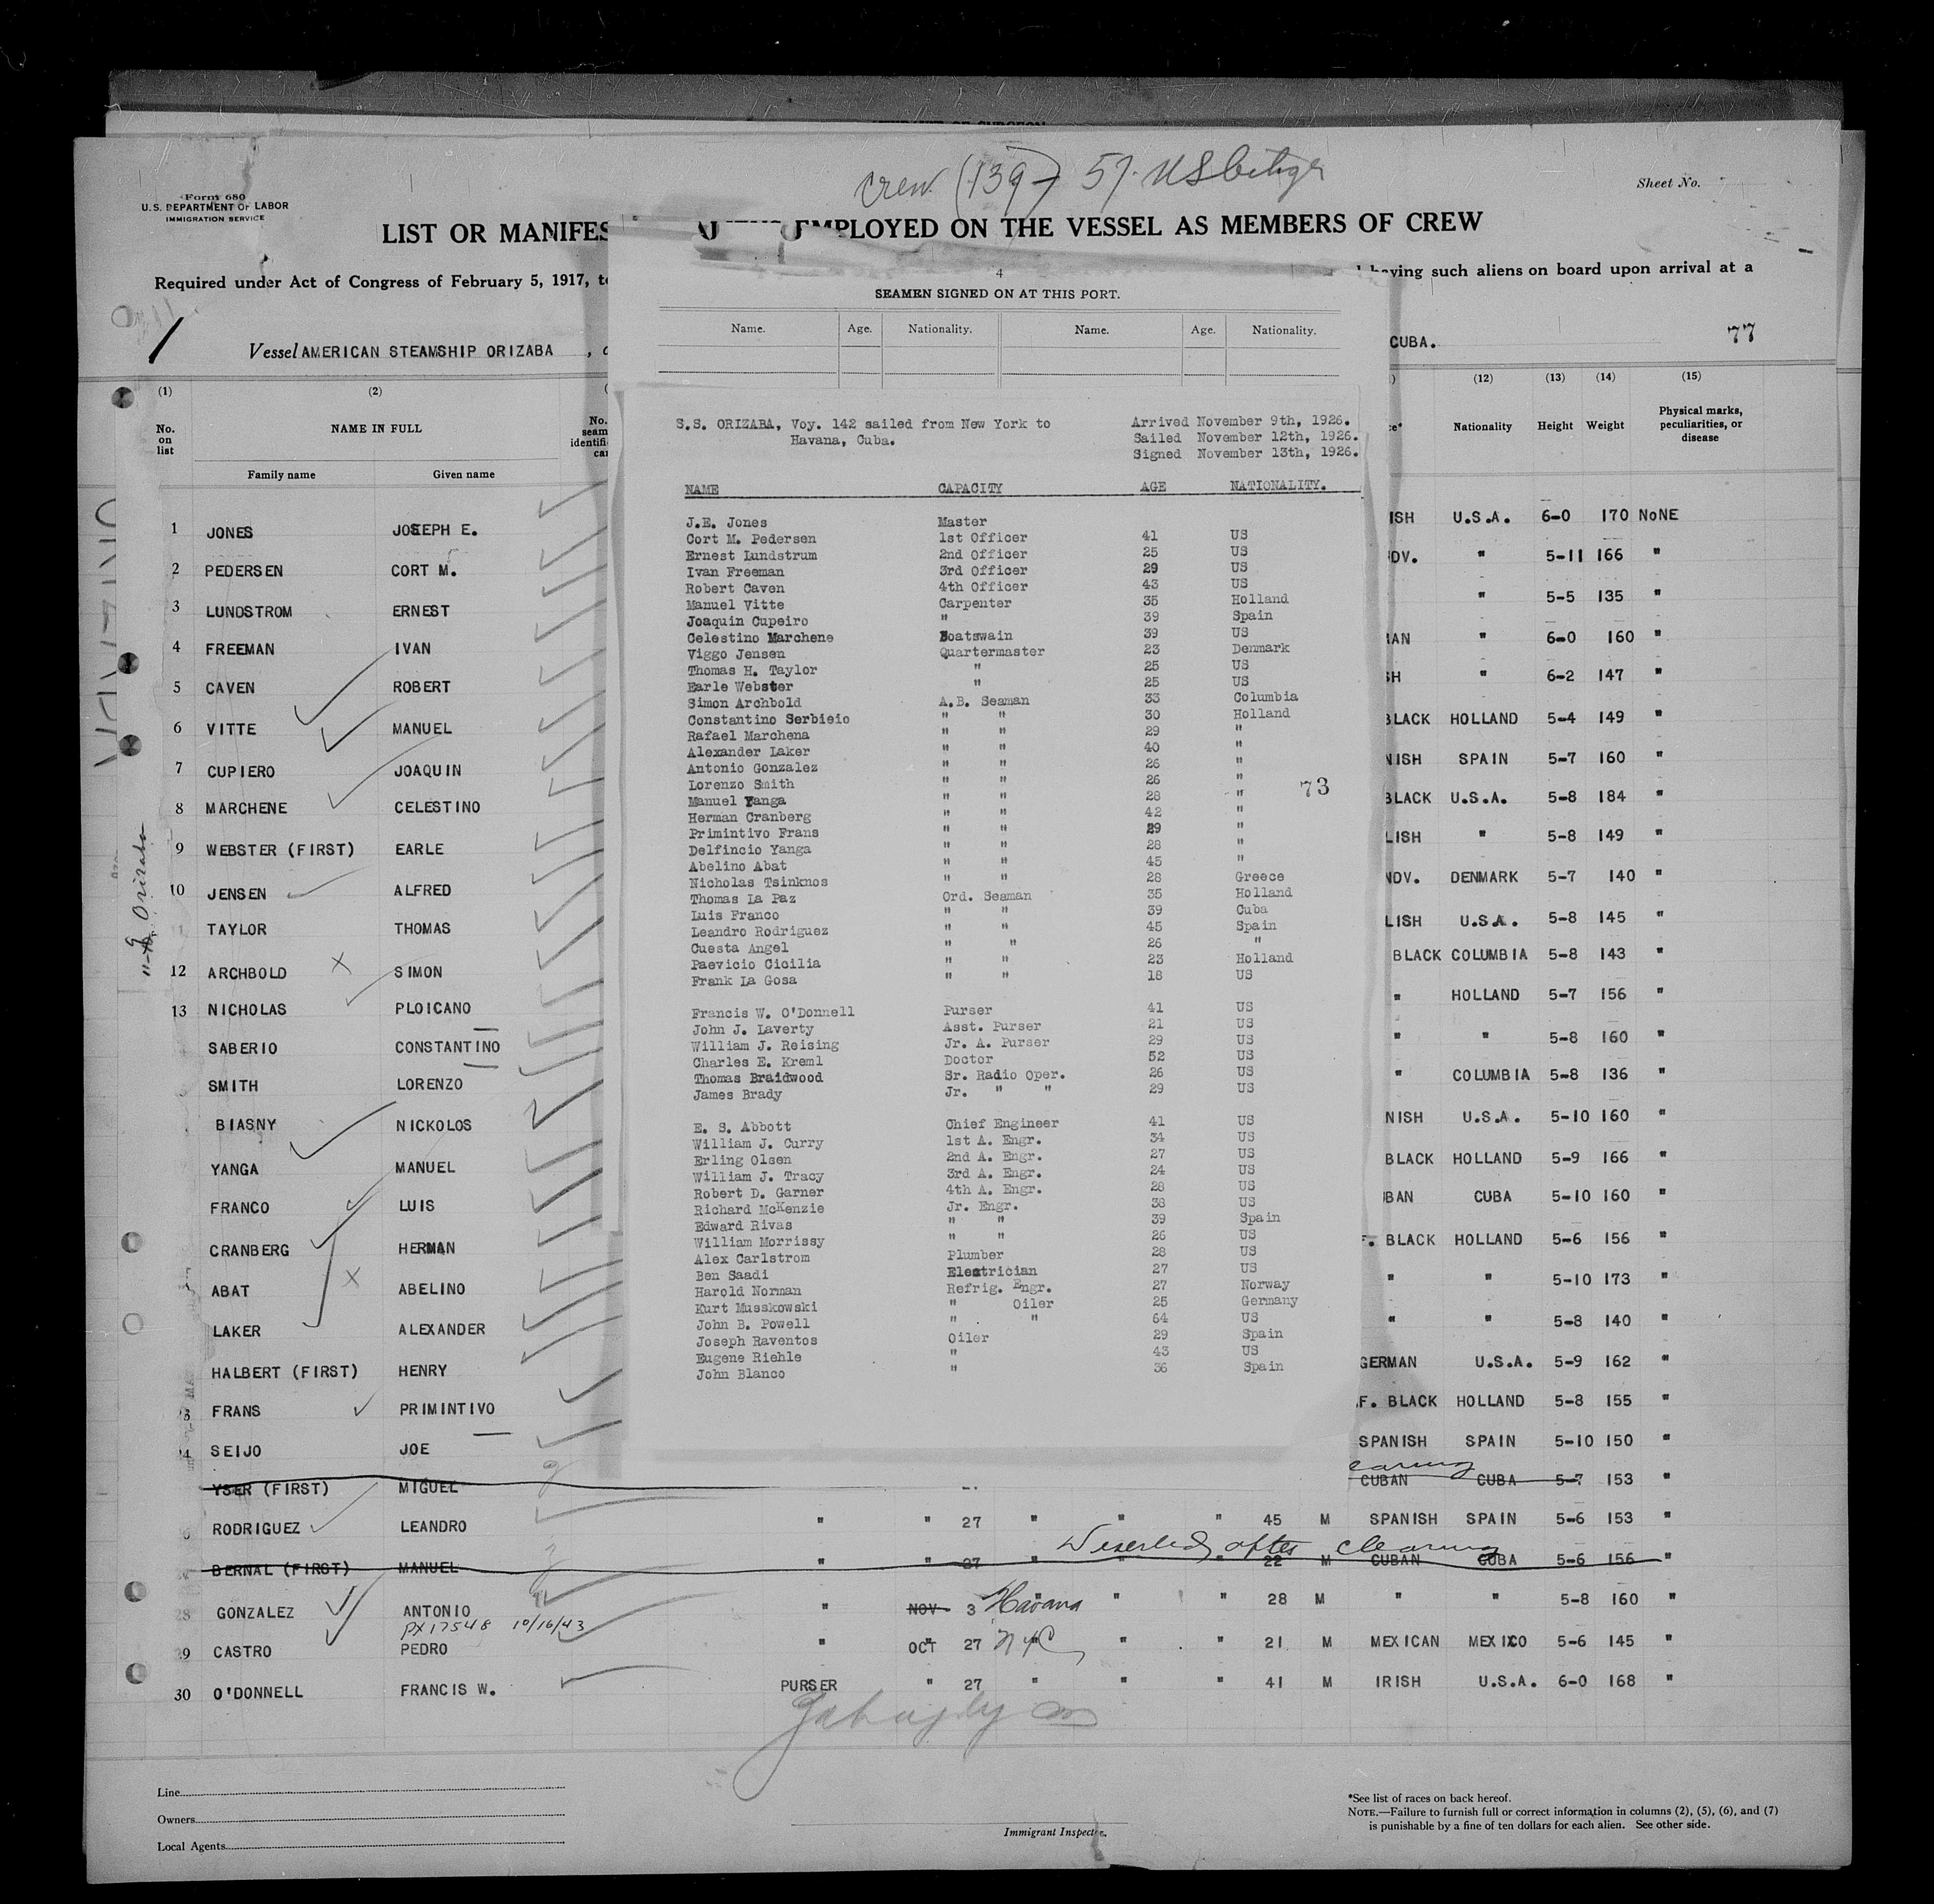 crew (139) 57. US Citizen
Form 680
U.S. DEPARTMENT OF LABOR
IMMIGRATION SERVICE
Sheet No.
LIST OR MANIFES
EMPLOYED ON THE VESSEL AS MEMBERS OF CREW
Required under Act of Congress of February 5, 1917, to
having such aliens on board upon arrival at a
Vessel AMERICAN STEAMSHIP ORIZABA
CUBA.
77
4
SEAMEN SIGNED ON AT THIS PORT.
Name. Age. Nationality. Name. Age. Nationality.
S.S. ORIZABA, Voy. 142 sailed from New York to
Havana, Cuba.
Arrived November 9th, 1926.
Sailed November 12th, 1926.
Signed November 13th, 1926.
NAME CAPACITY AGE NATIONALITY.
J.E. Jones Master
Cort M. Pedersen 1st Officer 41 US
Ernest Lundstrum 2nd Officer 25 US
Ivan Freeman 3rd Officer 29 US
Robert Caven 4th Officer 43 US
Manuel Vitte Carpenter 35 Holland
Joaquin Cupeiro " 39 Spain
Celestino Marchene Boatswain 39 US
Viggo Jensen Quartermaster 23 Denmark
Thomas H. Taylor " 25 US
Earle Webster " 25 US
Simon Archbold A.B. Seaman 33 Columbia
Constantino Serbieio " " 30 Holland
Rafael Marchena " " 29 "
Alexander Laker " " 40 "
Antonio Gonzalez " " 26 "
Lorenzo Smith " " 26 "
Manuel Yanga " " 28 "
Herman Cranberg " " 42 "
Primintivo Frans " " 29 "
Delfincio Yanga " " 28 "
Abelino Abat " " 45 "
Nicholas Tsinknos " " 28 Greece
Thomas La Paz Ord. Seaman 35 Holland
Luis Franco " " 39 Cuba
Leandro Rodriguez " " 45 Spain
Cuesta Angel " " 26 "
Paevicio Cicilia " " 23 Holland
Frank La Gosa " " 18 US
Francis W. O'Donnell Purser 41 US
John J. Laverty Asst. Purser 21 US
William J. Reising Jr. A. Purser 29 US
Charles E. Kreml Doctor 52 US
Thomas Braidwood Sr. Radio Oper. 26 US
James Brady Jr. " " 29 US
E. S. Abbott Chief Engineer 41 US
William J. Curry 1st A. Engr. 34 US
Erling Olsen 2nd A. Engr. 27 US
William J. Tracy 3rd A. Engr. 24 US
Robert D. Garner 4th A. Engr. 28 US
Richard McKenzie Jr. Engr. 38 US
Edward Rivas " " 39 Spain
William Morrissy " " 26 US
Alex Carlstrom Plumber 28 US
Ben Saadi Electrician 27 US
Harold Norman Refrig. Engr. 27 Norway
Kurt Musskowski " Oiler 25 Germany
John B. Powell " " 64 US
Joseph Raventos Oiler 29 Spain
Eugene Riehle " 43 US
John Blanco " 36 Spain
73
(1) (2) (12) (13) (14) (15)
No. on list
NAME IN FULL
Family name Given name
Nationality Height Weight
Physical marks, peculiarities, or disease
1 JONES JOSEPH E. ISH U.S.A. 6-0 170 NoNE
2 PEDERSEN CORT M. DV. " 5-11 166 "
3 LUNDSTROM ERNEST " 5-5 135 "
4 FREEMAN IVAN AN " 6-0 160 "
5 CAVEN ROBERT SH " 6-2 147 "
6 VITTE MANUEL BLACK HOLLAND 5-4 149 "
7 CUPIERO JOAQUIN NISH SPAIN 5-7 160 "
8 MARCHENE CELESTINO BLACK U.S.A. 5-8 184 "
9 WEBSTER (FIRST) EARLE LISH " 5-8 149 "
10 JENSEN ALFRED NDV. DENMARK 5-7 140 "
TAYLOR THOMAS LISH U.S.A. 5-8 145 "
12 ARCHBOLD SIMON BLACK COLUMBIA 5-8 143 "
13 NICHOLAS PLOICANO " HOLLAND 5-7 156 "
SABERIO CONSTANTINO " " 5-8 160 "
SMITH LORENZO " COLUMBIA 5-8 136 "
BIASNY NICKOLOS NISH U.S.A. 5-10 160 "
YANGA MANUEL BLACK HOLLAND 5-9 166 "
FRANCO LUIS BAN CUBA 5-10 160 "
CRANBERG HERMAN F. BLACK HOLLAND 5-6 156 "
ABAT ABELINO " " 5-10 173 "
LAKER ALEXANDER " " 5-8 140 "
HALBERT (FIRST) HENRY GERMAN U.S.A. 5-9 162 "
FRANS PRIMINTIVO F. BLACK HOLLAND 5-8 155 "
SEIJO JOE SPANISH SPAIN 5-10 150 "
YSER (FIRST) MIGUEL CUBAN CUBA 5-7 153 "
RODRIGUEZ LEANDRO " " 27 " " " 45 M SPANISH SPAIN 5-6 153 "
Deserted after clearing
BERNAL (FIRST) MANUEL " " 27 22 M CUBAN CUBA 5-6 156 "
28 GONZALEZ ANTONIO " NOV 3 Havana " " 28 M " " 5-8 160 "
PX17548 10/16/43
29 CASTRO PEDRO " OCT 27 NYC " " 21 M MEXICAN MEXICO 5-6 145 "
30 O'DONNELL FRANCIS W. PURSER " 27 " " " 41 M IRISH U.S.A. 6-0 168 "
Line
Owners
Local Agents
Immigrant Inspector.
*See list of races on back hereof.
NOTE.—Failure to furnish full or correct information in columns (2), (5), (6), and (7)
is punishable by a fine of ten dollars for each alien. See other side.
Orizaba